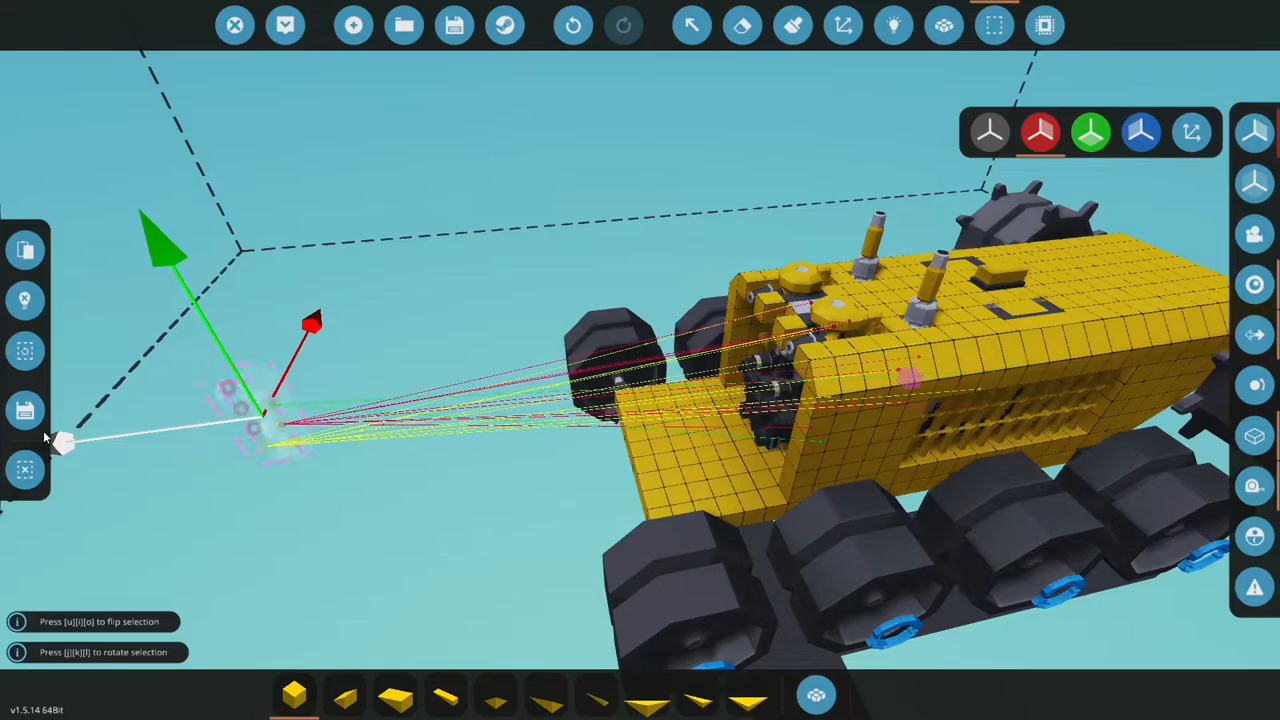 Press [u][i][o] to flip selection
Press [j][k][l] to rotate selection
v1.5.14 64Bit